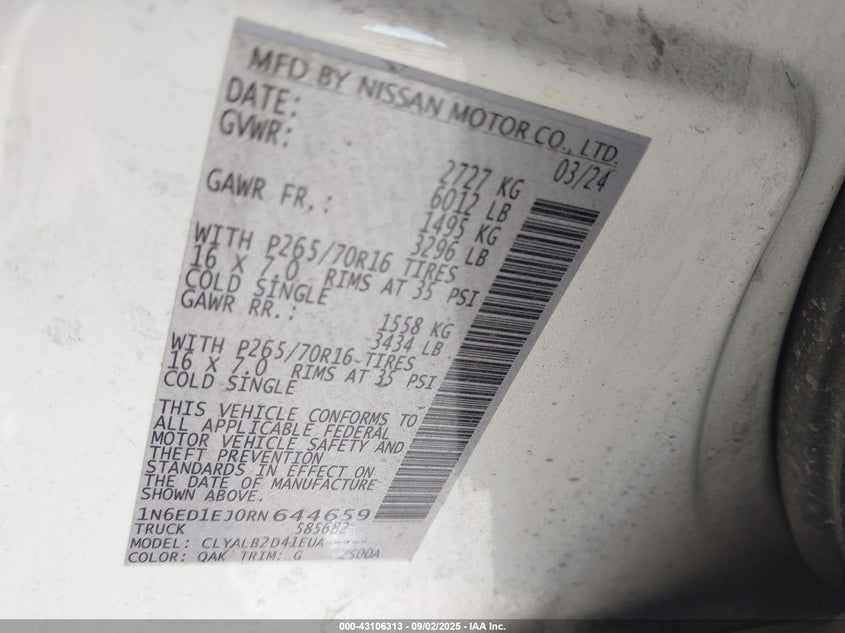 MFD BY NISSAN MOTOR CO., LTD.
DATE: 03/24
GVWR: 2727 KG
6012 LB
GAWR FR.: 1495 KG
3296 LB
WITH P265/70R16 TIRES
16 X 7.0 RIMS AT 35 PSI
COLD SINGLE
GAWR RR.: 1558 KG
3434 LB
WITH P265/70R16 TIRES
16 X 7.0 RIMS AT 35 PSI
COLD SINGLE
THIS VEHICLE CONFORMS TO
ALL APPLICABLE FEDERAL
MOTOR VEHICLE SAFETY AND
THEFT PREVENTION
STANDARDS IN EFFECT ON
THE DATE OF MANUFACTURE
SHOWN ABOVE.
1N6ED1EJ0RN644659
TRUCK 585682
MODEL: CLYALB2D41EUA-----
COLOR: QAK TRIM: G 2500A
000-43106313 - 09/02/2025 - IAA Inc.